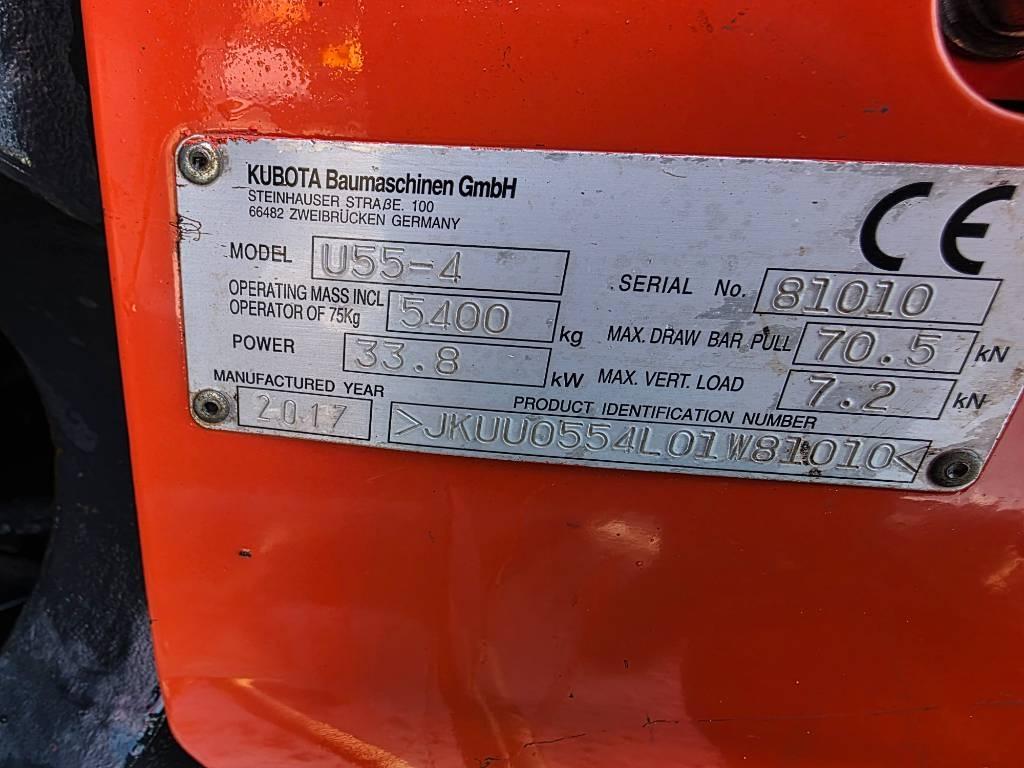 KUBOTA Baumaschinen GmbH
STEINHAUSER STRAßE. 100
66482 ZWEIBRÜCKEN GERMANY
CE
MODEL U55-4
SERIAL No. 81010
OPERATING MASS INCL
OPERATOR OF 75Kg 5400 kg
MAX. DRAW BAR PULL 70.5 kN
POWER 33.8 kW
MAX. VERT. LOAD 7.2 kN
MANUFACTURED YEAR
2017
PRODUCT IDENTIFICATION NUMBER
>JKUU0554L01W81010<